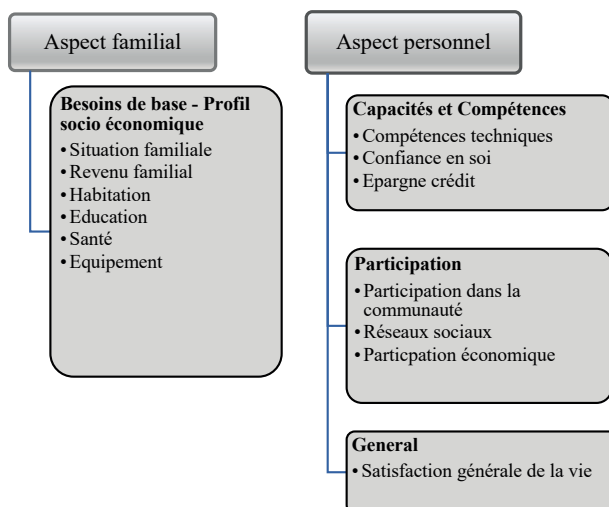 Aspect familial
Besoins de base - Profil
socio économique
• Situation familiale
• Revenu familial
• Habitation
• Education
• Santé
• Equipement
Aspect personnel
Capacités et Compétences
• Compétences techniques
• Confiance en soi
• Epargne crédit
Participation
• Participation dans la
communauté
• Réseaux sociaux
• Particpation économique
General
• Satisfaction générale de la vie